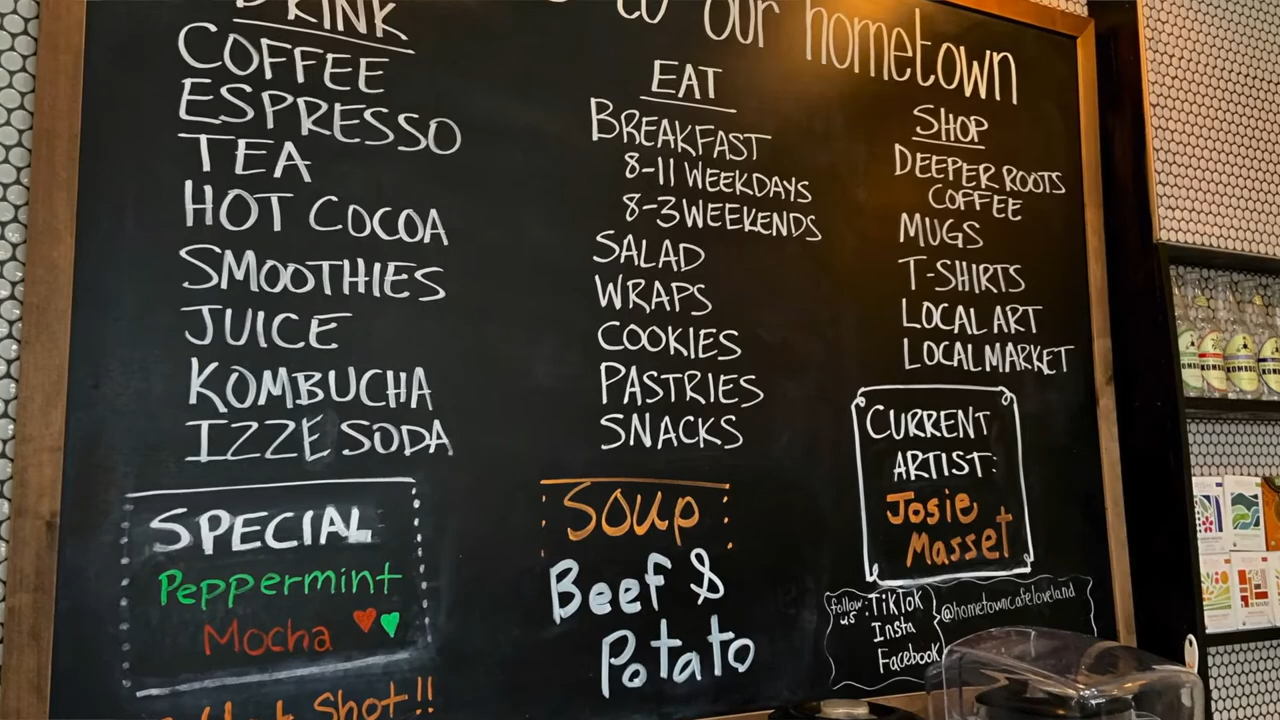 to our hometown
DRINK
COFFEE
ESPRESSO
TEA
HOT COCOA
SMOOTHIES
JUICE
KOMBUCHA
IZZE SODA
SPECIAL
Peppermint
Mocha
Shot!!
EAT
BREAKFAST
8-11 WEEKDAYS
8-3 WEEKENDS
SALAD
WRAPS
COOKIES
PASTRIES
SNACKS
SOUP
Beef &
Potato
SHOP
DEEPER ROOTS
COFFEE
MUGS
T-SHIRTS
LOCAL ART
LOCAL MARKET
CURRENT
ARTIST:
Josie
Masset
follow us: TikTok
Insta
Facebook
@hometowncafeloveland